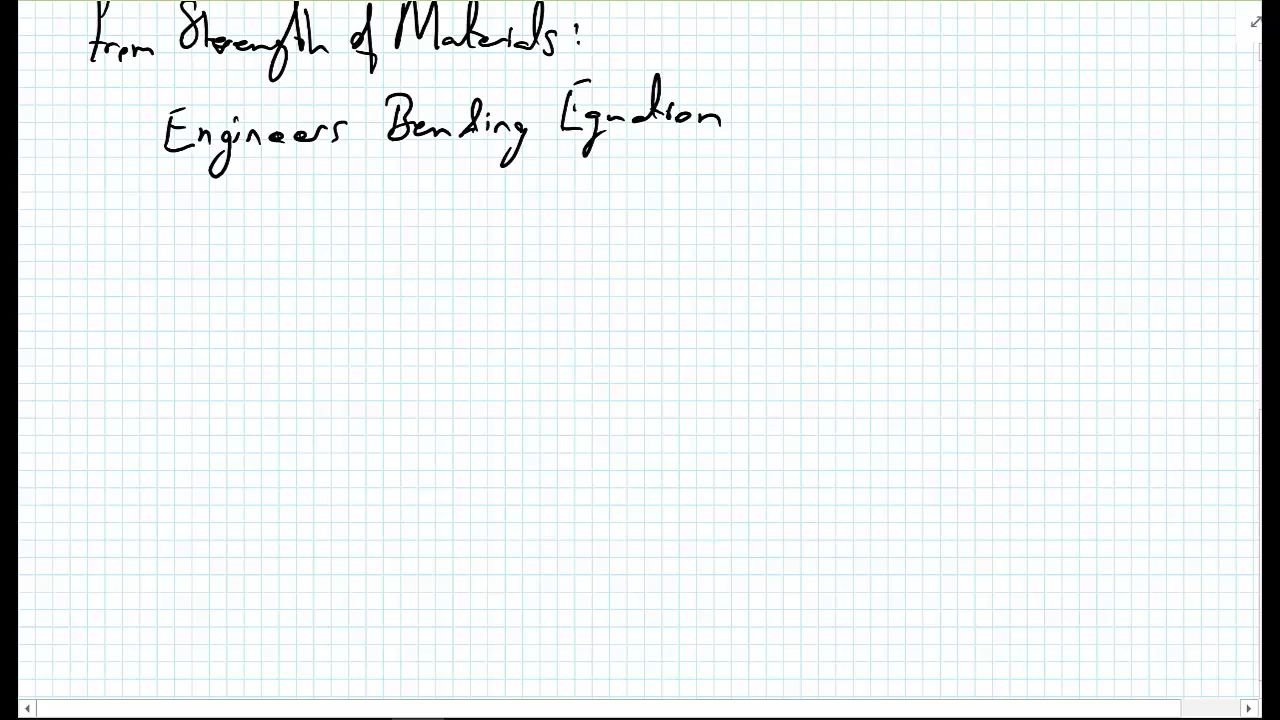 from Strength of Materials:
Engineers Bending Equation